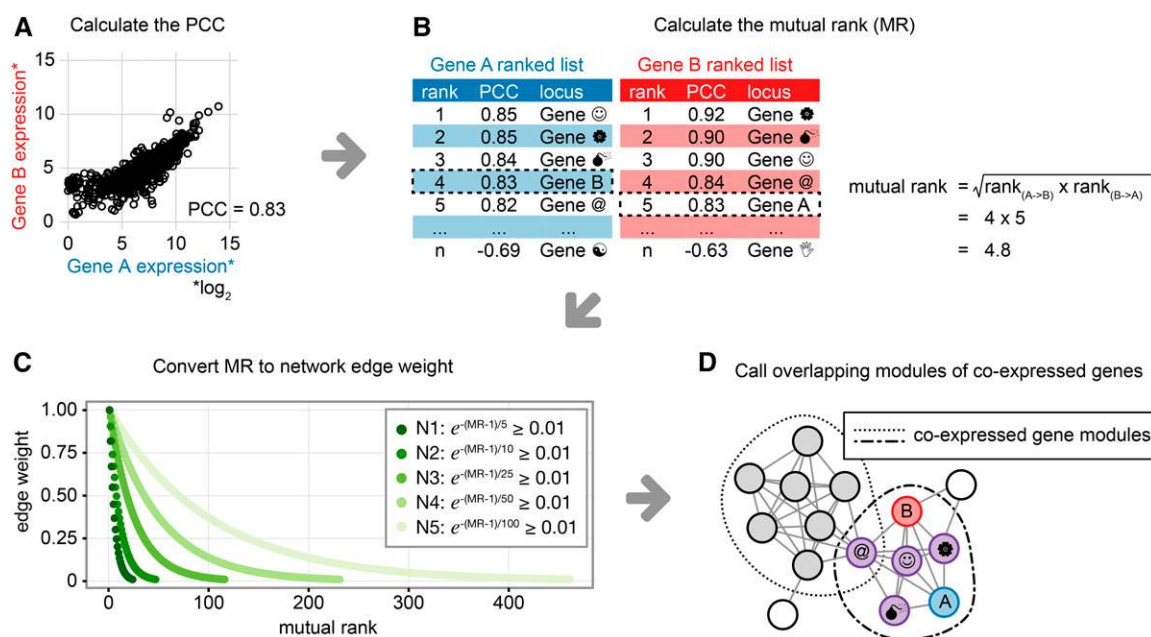 A
Calculate the PCC
Gene B expression*
15
10
5
0
0 5 10 15
PCC = 0.83
Gene A expression*
*log2
B
Calculate the mutual rank (MR)
Gene A ranked list
rank PCC locus
1 0.85 Gene ☺
2 0.85 Gene
3 0.84 Gene 💣
4 0.83 Gene B
5 0.82 Gene @
... ... ...
n -0.69 Gene ☯
Gene B ranked list
rank PCC locus
1 0.92 Gene
2 0.90 Gene 💣
3 0.90 Gene ☺
4 0.84 Gene @
5 0.83 Gene A
... ... ...
n -0.63 Gene
mutual rank = √rank(A->B) x rank(B->A)
= 4 x 5
= 4.8
C
Convert MR to network edge weight
edge weight
1.00
0.75
0.50
0.25
0
N1: e-(MR-1)/5 ≥ 0.01
N2: e-(MR-1)/10 ≥ 0.01
N3: e-(MR-1)/25 ≥ 0.01
N4: e-(MR-1)/50 ≥ 0.01
N5: e-(MR-1)/100 ≥ 0.01
0 100 200 300 400
mutual rank
D
Call overlapping modules of co-expressed genes
co-expressed gene modules
B
@ ☺
A
💣